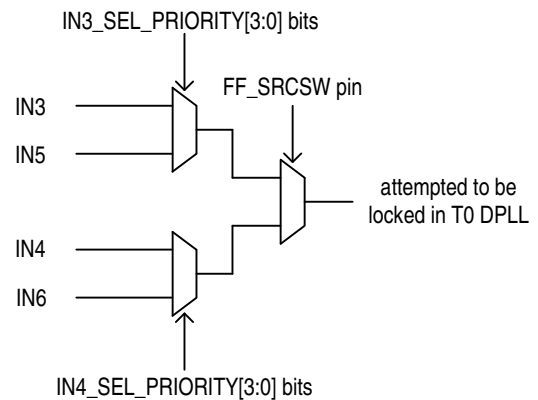 IN3_SEL_PRIORITY[3:0] bits
FF_SRCSW pin
IN3
IN5
attempted to be
locked in T0 DPLL
IN4
IN6
IN4_SEL_PRIORITY[3:0] bits